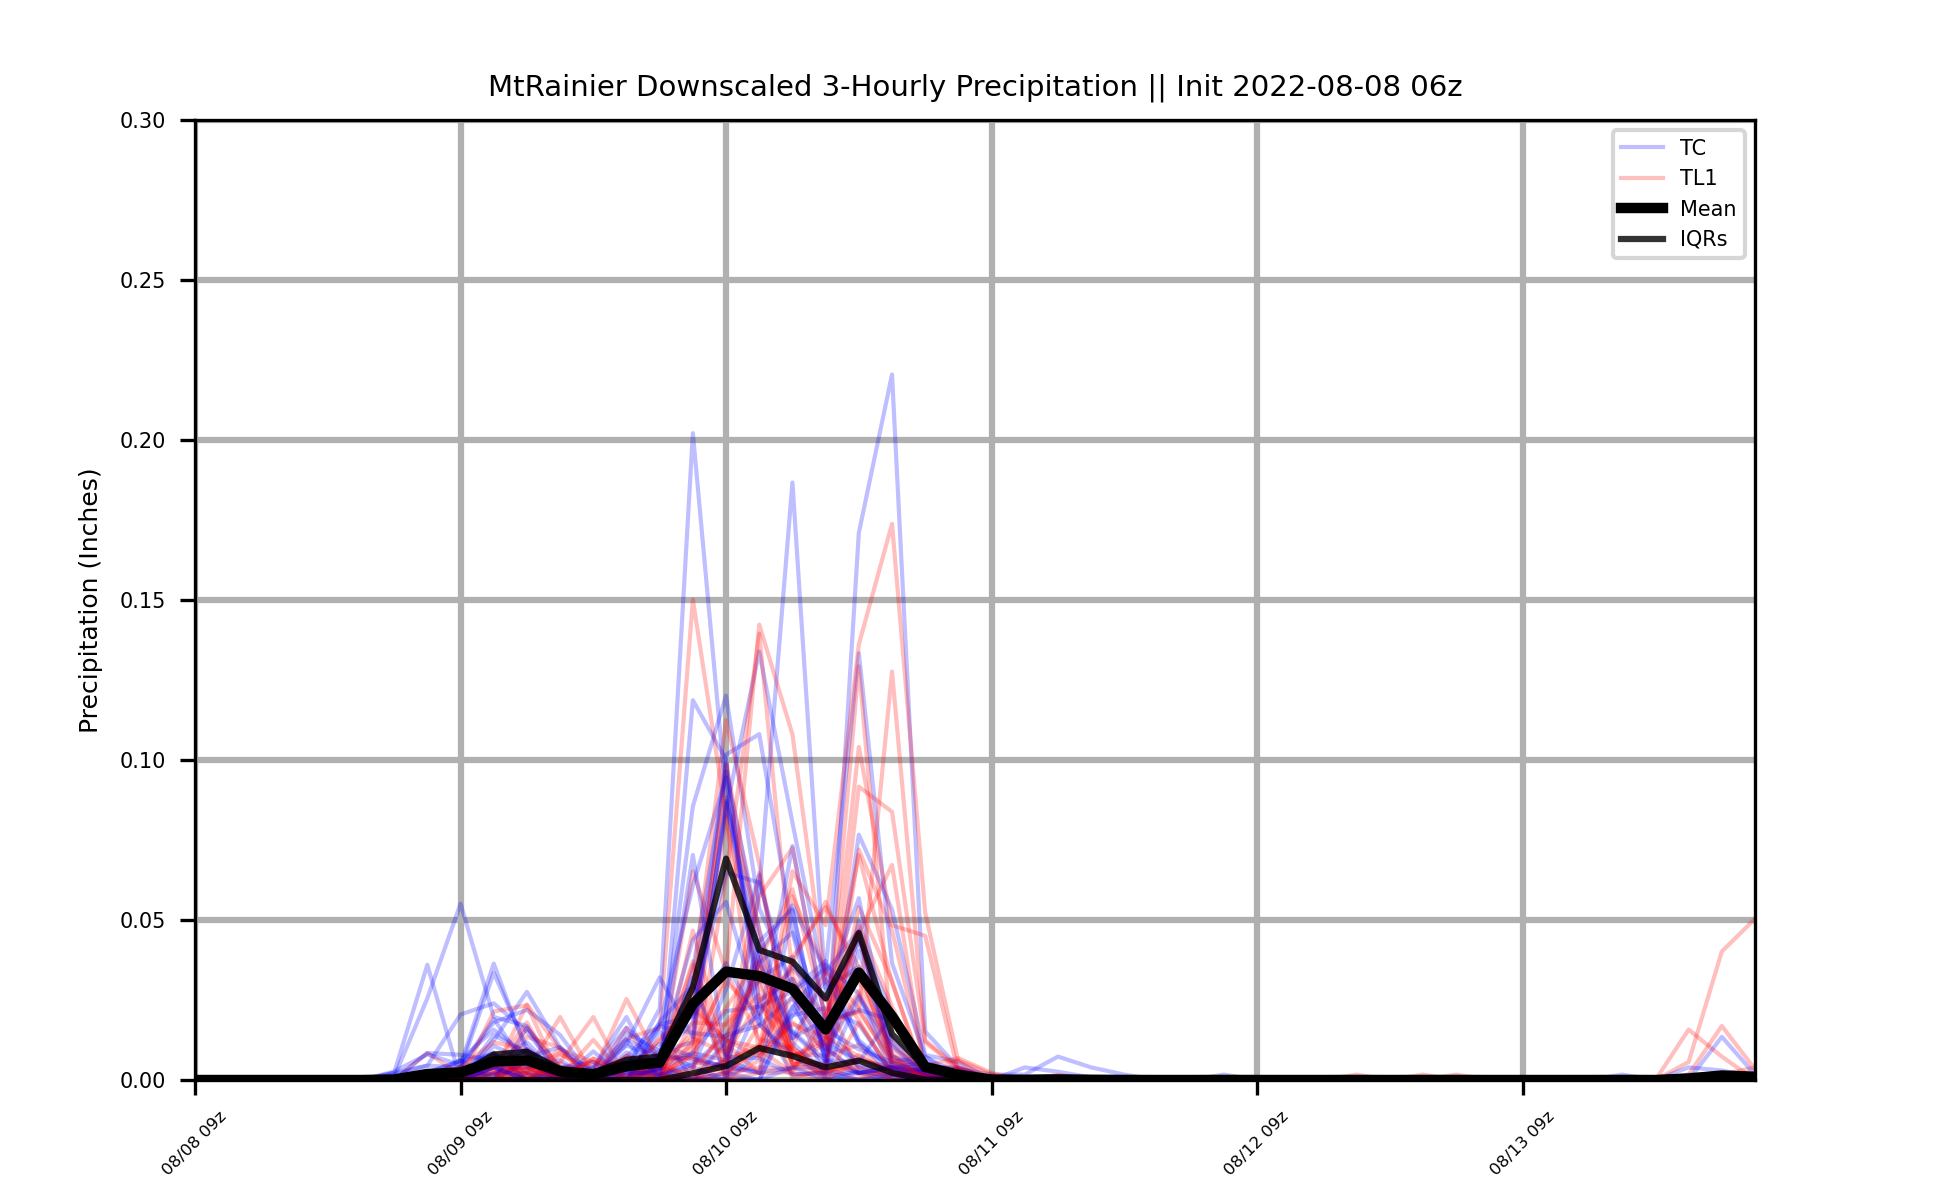 MtRainier Downscaled 3-Hourly Precipitation || Init 2022-08-08 06z
TC
TL1
Mean
IQRs
Precipitation (Inches)
0.30
0.25
0.20
0.15
0.10
0.05
0.00
08/08 09z
08/09 09z
08/10 09z
08/11 09z
08/12 09z
08/13 09z